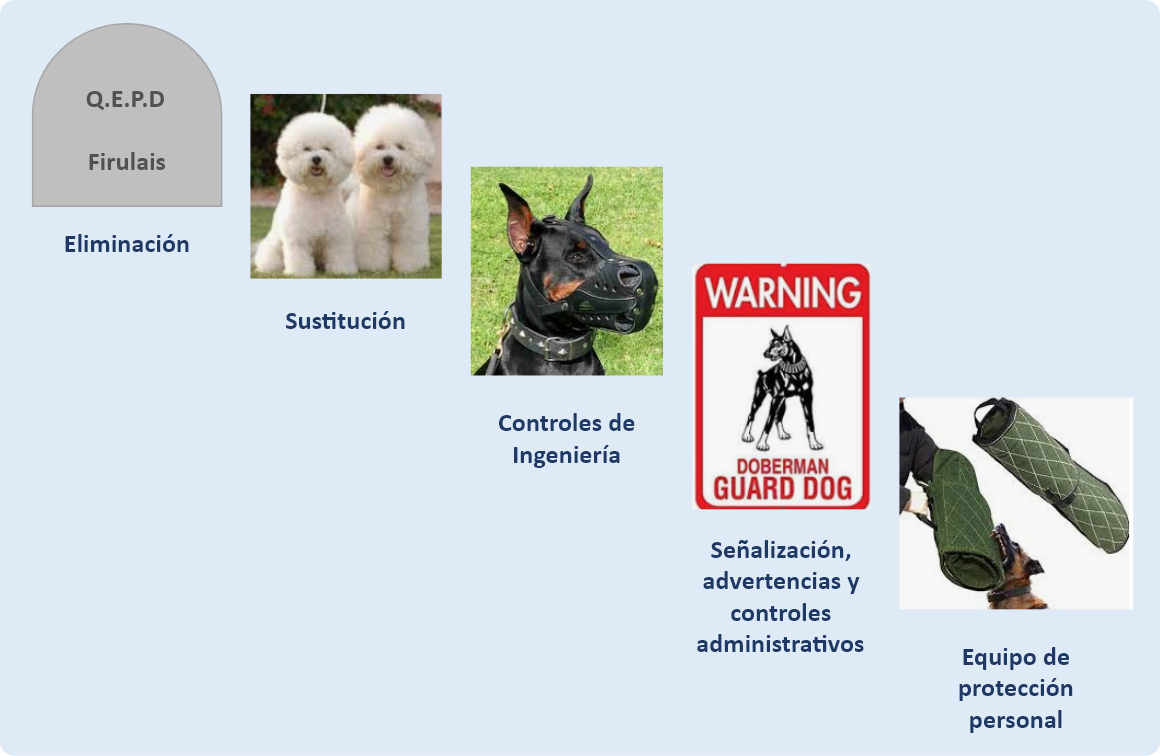 Q.E.P.D
Firulais
Eliminación
Sustitución
Controles de
Ingeniería
WARNING
DOBERMAN
GUARD DOG
Señalización,
advertencias y
controles
administrativos
Equipo de
protección
personal